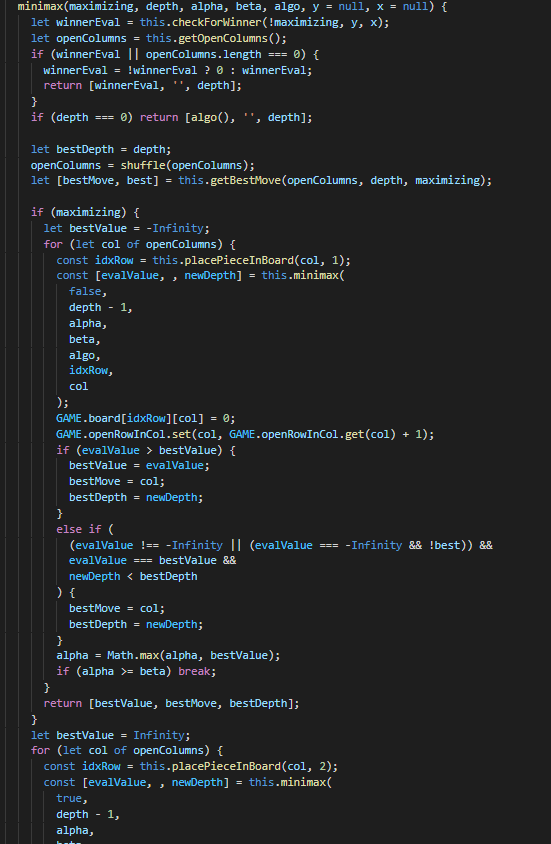 minimax(maximizing, depth, alpha, beta, algo, y = null, x = null) {
let winnerEval = this.checkForWinner(!maximizing, y, x);
let openColumns = this.getOpenColumns();
if (winnerEval || openColumns.length === 0) {
winnerEval = !winnerEval ? 0 : winnerEval;
return [winnerEval, '', depth];
}
if (depth === 0) return [algo(), '', depth];
let bestDepth = depth;
openColumns = shuffle(openColumns);
let [bestMove, best] = this.getBestMove(openColumns, depth, maximizing);
if (maximizing) {
let bestValue = -Infinity;
for (let col of openColumns) {
const idxRow = this.placePieceInBoard(col, 1);
const [evalValue, , newDepth] = this.minimax(
false,
depth - 1,
alpha,
beta,
algo,
idxRow,
col
);
GAME.board[idxRow][col] = 0;
GAME.openRowInCol.set(col, GAME.openRowInCol.get(col) + 1);
if (evalValue > bestValue) {
bestValue = evalValue;
bestMove = col;
bestDepth = newDepth;
}
else if (
(evalValue !== -Infinity || (evalValue === -Infinity && !best)) &&
evalValue === bestValue &&
newDepth < bestDepth
) {
bestMove = col;
bestDepth = newDepth;
}
alpha = Math.max(alpha, bestValue);
if (alpha >= beta) break;
}
return [bestValue, bestMove, bestDepth];
}
let bestValue = Infinity;
for (let col of openColumns) {
const idxRow = this.placePieceInBoard(col, 2);
const [evalValue, , newDepth] = this.minimax(
true,
depth - 1,
alpha,